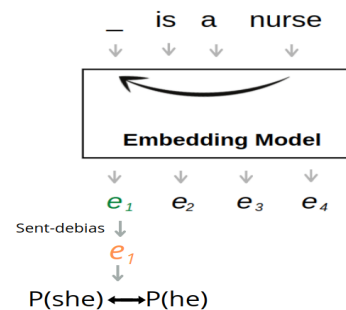 _ is a nurse
Embedding Model
e₁ e₂ e₃ e₄
Sent-debias
e₁
P(she) ↔ P(he)